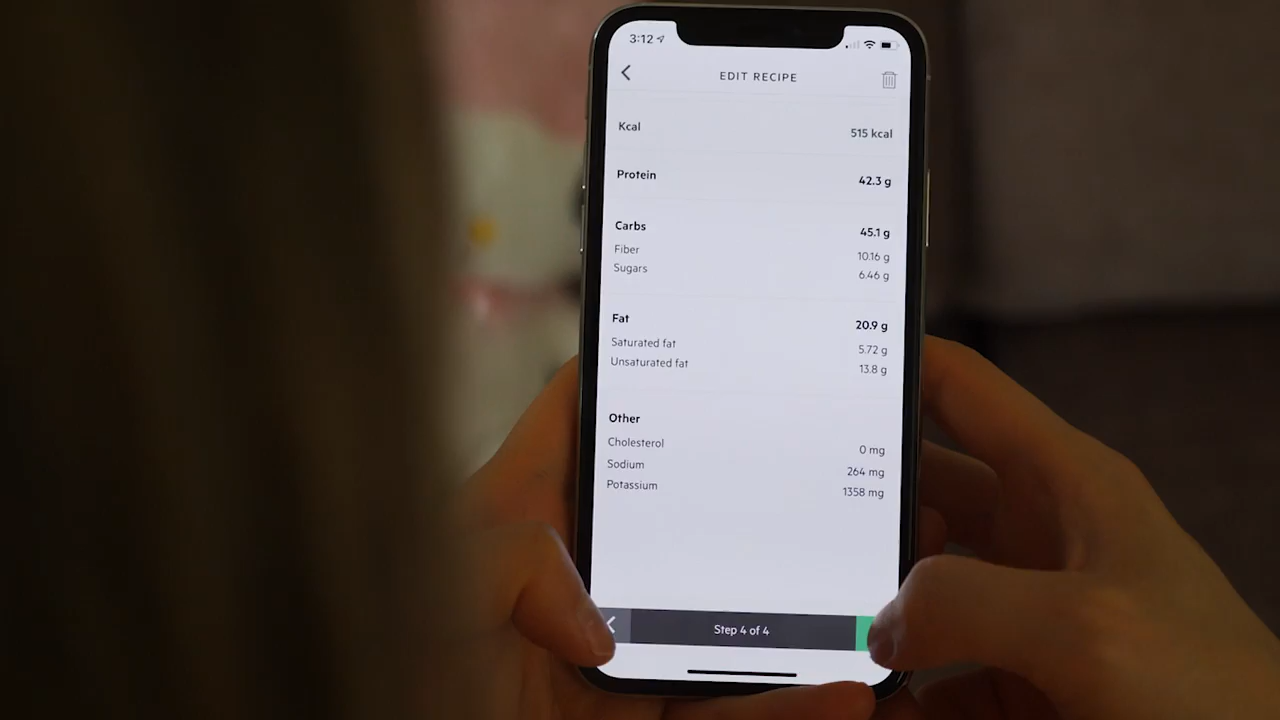 3:12
EDIT RECIPE
Kcal 515 kcal
Protein 42.3 g
Carbs 45.1 g
Fiber 10.16 g
Sugars 6.46 g
Fat 20.9 g
Saturated fat 5.72 g
Unsaturated fat 13.8 g
Other
Cholesterol 0 mg
Sodium 264 mg
Potassium 1358 mg
Step 4 of 4